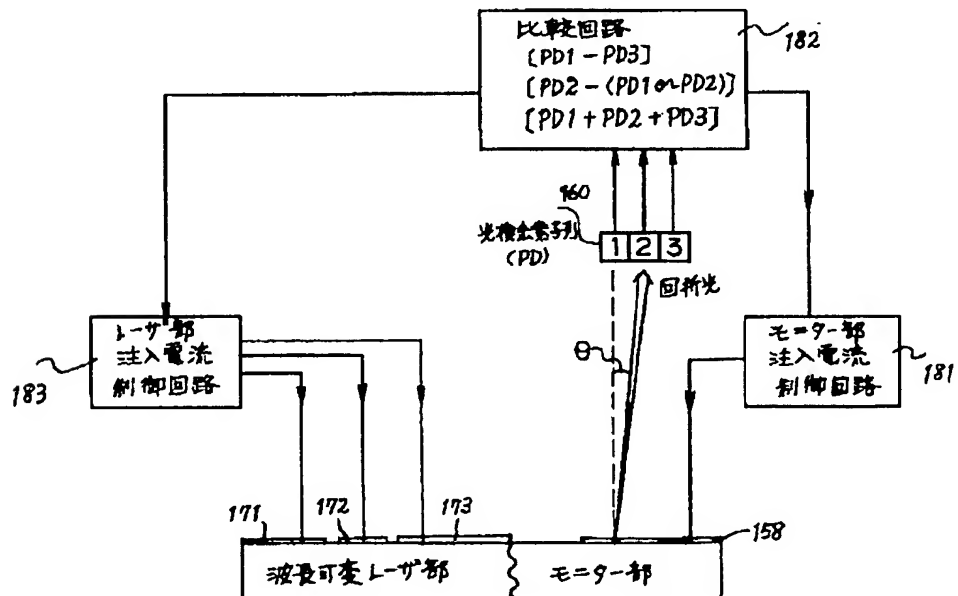 比較回路
[PD1-PD3]
[PD2-(PD1 or PD2)]
[PD1+PD2+PD3]
182
160
光検出素子列
(PD)
1 2 3
回折光
θ
レーザ部
注入電流
制御回路
183
モニター部
注入電流
制御回路
181
171
172
173
158
波長可変レーザ部
モニター部